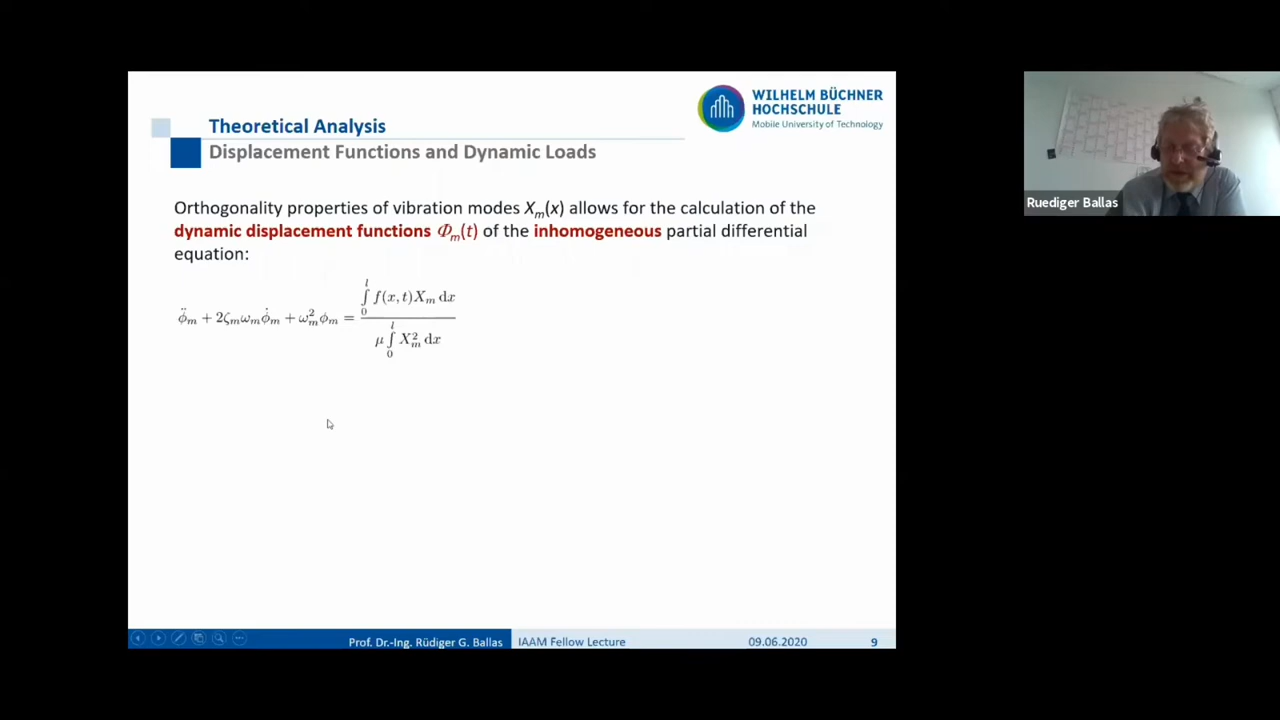 WILHELM BÜCHNER
HOCHSCHULE
Mobile University of Technology
Theoretical Analysis
Displacement Functions and Dynamic Loads
Orthogonality properties of vibration modes Xₘ(x) allows for the calculation of the
dynamic displacement functions Φₘ(t) of the inhomogeneous partial differential
equation:
ϕ̈ₘ + 2ζₘωₘϕ̇ₘ + ωₘ²ϕₘ = ∫₀ˡ f(x, t)Xₘ dx / μ ∫₀ˡ Xₘ² dx
Prof. Dr.-Ing. Rüdiger G. Ballas IAAM Fellow Lecture 09.06.2020 9
Ruediger Ballas